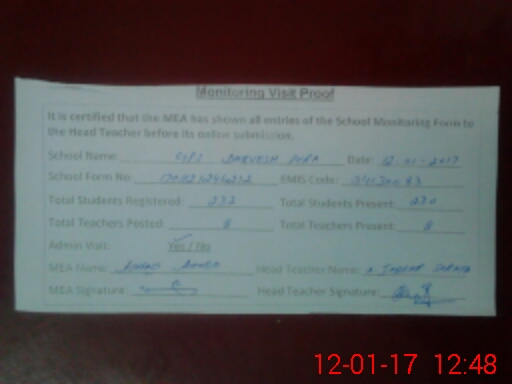 Monitoring Visit Proof
It is certified that the MEA has shown all entries of the School Monitoring Form to
the Head Teacher before its online submission.
School Name: Date: 12-01-2017
School Form No: EMIS Code:
Total Students Registered: 232 Total Students Present: 220
Total Teachers Posted: 8 Total Teachers Present: 8
Admin Visit: Yes / No
MEA Name: Head Teacher Name:
MEA Signature: Head Teacher Signature:
12-01-17 12:48